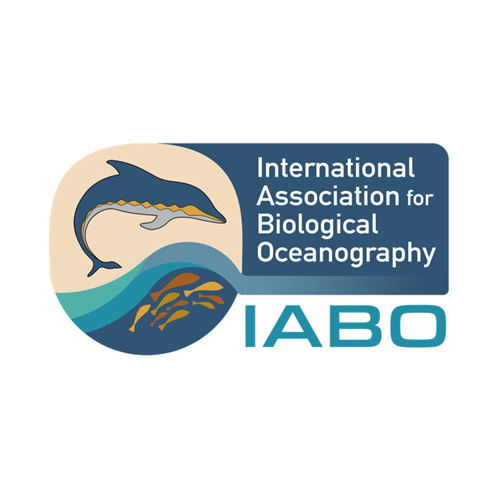 International
Association for
Biological
Oceanography
IABO